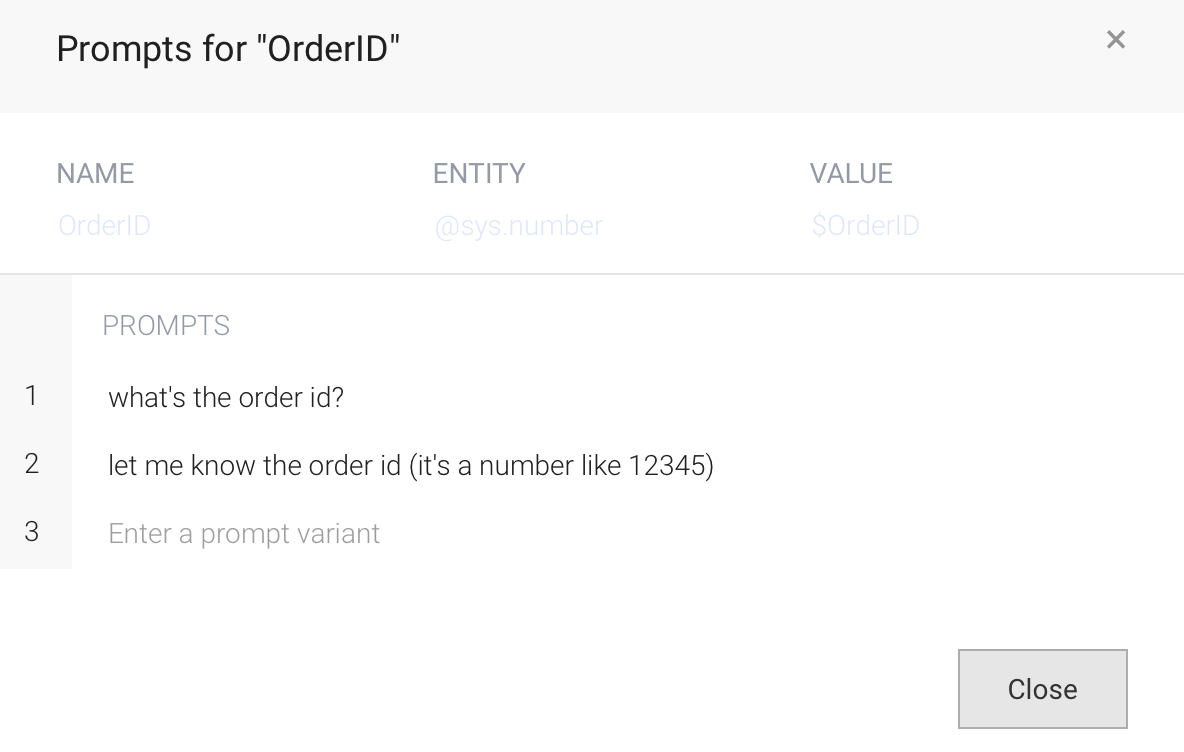 Prompts for "OrderID"
×
NAME ENTITY VALUE
OrderID @sys.number $OrderID
PROMPTS
1 what's the order id?
2 let me know the order id (it's a number like 12345)
3 Enter a prompt variant
Close